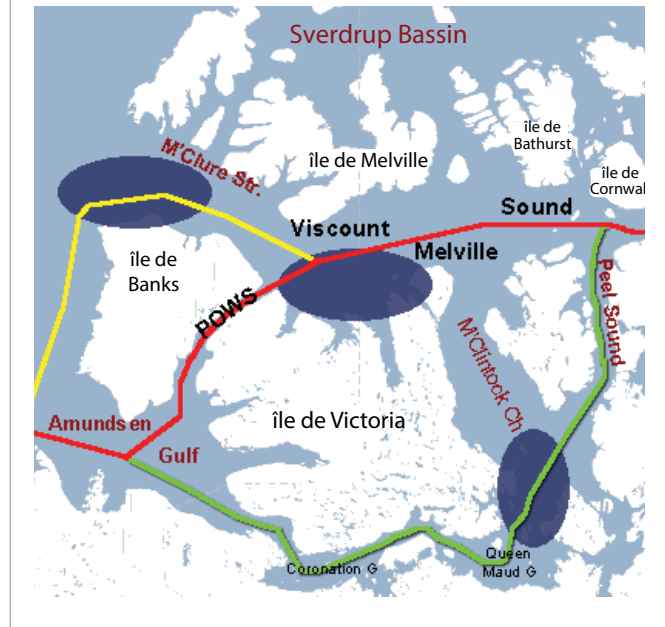 Sverdrup Bassin
M'Clure Str.
île de Melville
île de
Bathurst
île de
Cornwal
Viscount
Sound
Melville
île de
Banks
POWS
Peel Sound
M'Clintock Ch
Amundsen
Gulf
île de Victoria
Coronation G
Queen
Maud G